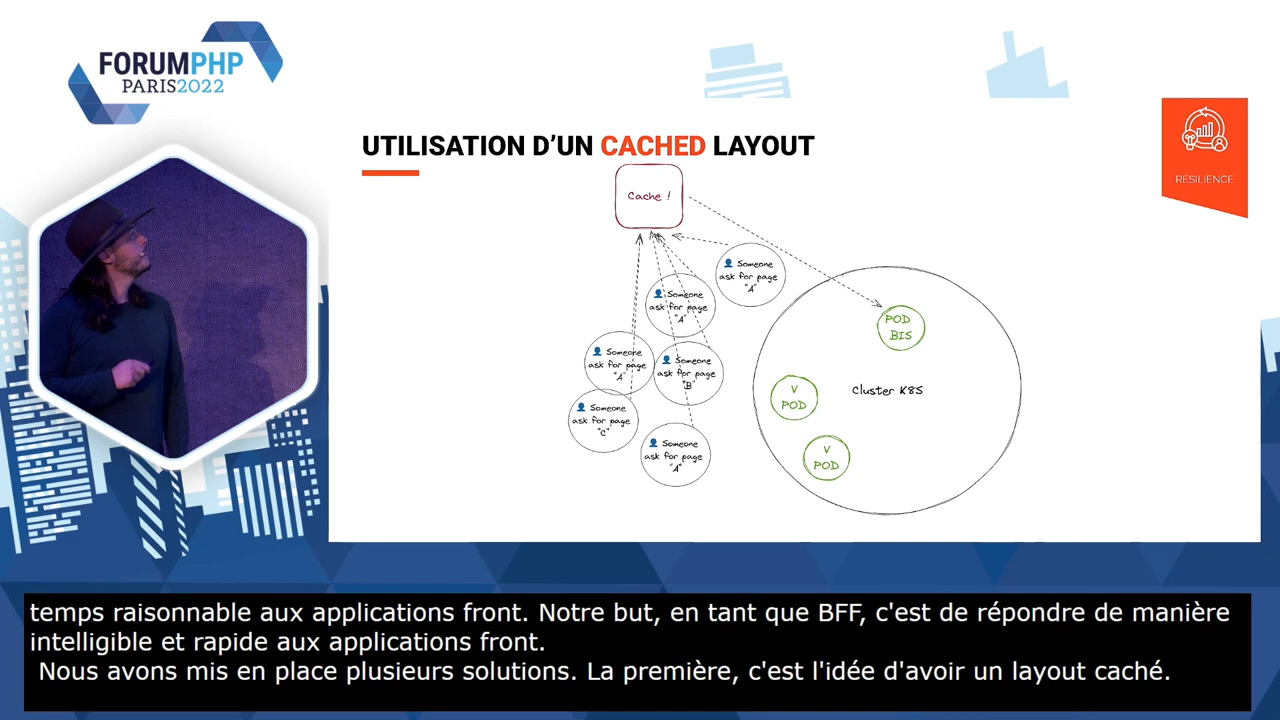 FORUMPHP
PARIS2022
UTILISATION D'UN CACHED LAYOUT
RÉSILIENCE
Cache !
Someone
ask for page
"A"
Someone
ask for page
"A"
Someone
ask for page
"A"
Someone
ask for page
"B"
Someone
ask for page
"C"
Someone
ask for page
"A"
POD
BIS
Cluster K8S
V
POD
V
POD
temps raisonnable aux applications front. Notre but, en tant que BFF, c'est de répondre de manière
intelligible et rapide aux applications front.
Nous avons mis en place plusieurs solutions. La première, c'est l'idée d'avoir un layout caché.